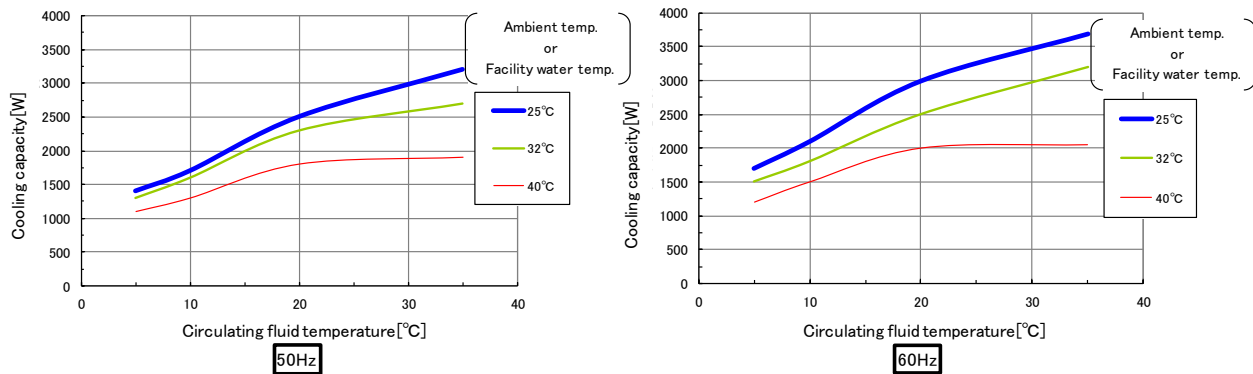 4000
3500
3000
2500
2000
1500
1000
500
0
Cooling capacity[W]
0
10
20
30
40
Circulating fluid temperature[℃]
50Hz
Ambient temp.
or
Facility water temp.
25℃
32℃
40℃
4000
3500
3000
2500
2000
1500
1000
500
0
Cooling capacity[W]
0
10
20
30
40
Circulating fluid temperature[℃]
60Hz
Ambient temp.
or
Facility water temp.
25℃
32℃
40℃